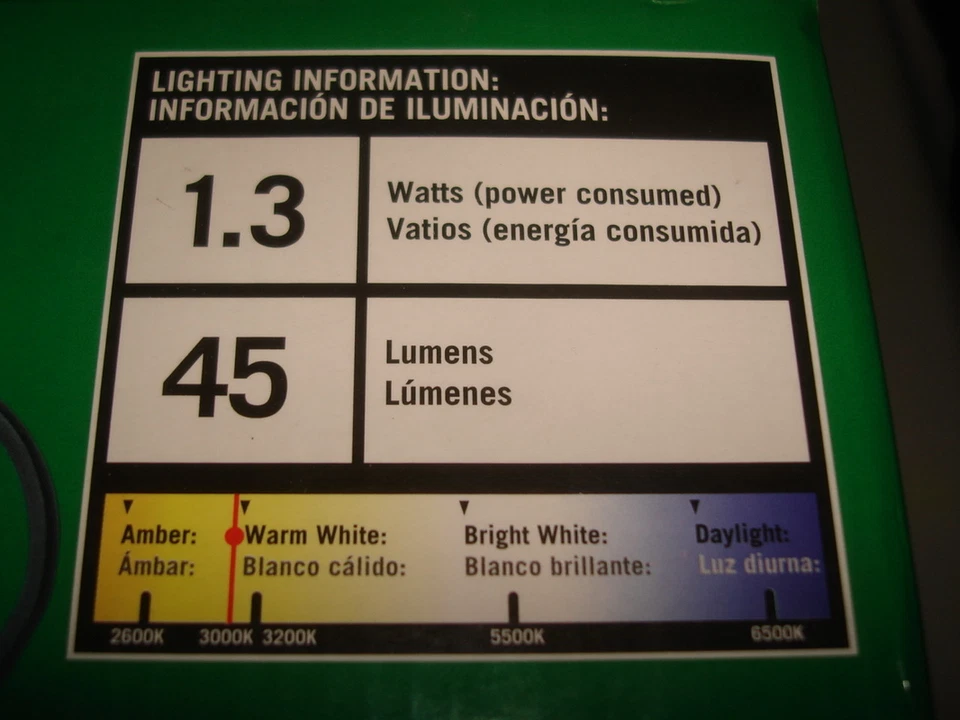 LIGHTING INFORMATION:
INFORMACIÓN DE ILUMINACIÓN:
1.3
Watts (power consumed)
Vatios (energía consumida)
45
Lumens
Lúmenes
Amber: Warm White: Bright White: Daylight:
Ámbar: Blanco cálido: Blanco brillante: Luz diurna:
2600K 3000K 3200K 5500K 6500K